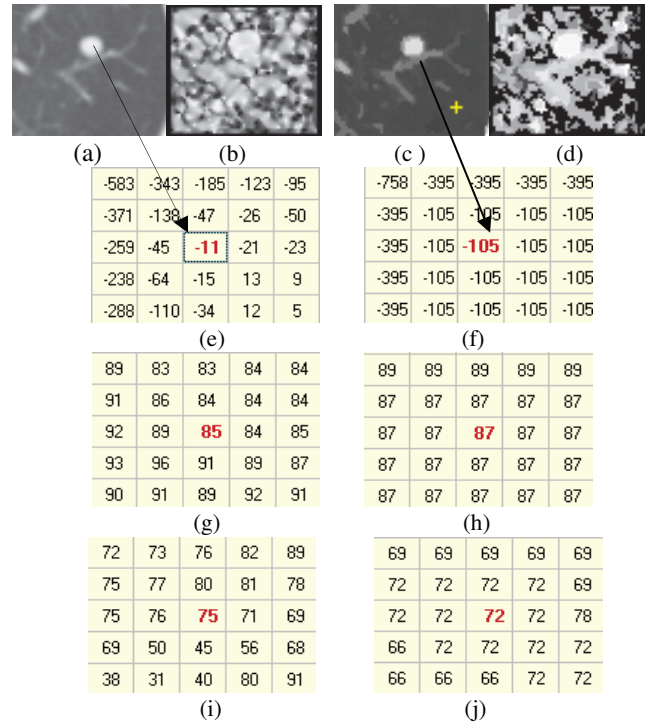 (a) (b) (c ) (d)
-583 -343 -185 -123 -95
-371 -138 -47 -26 -50
-259 -45 -11 -21 -23
-238 -64 -15 13 9
-288 -110 -34 12 5
(e)
-758 -395 -395 -395 -395
-395 -105 -105 -105 -105
-395 -105 -105 -105 -105
-395 -105 -105 -105 -105
-395 -105 -105 -105 -105
(f)
89 83 83 84 84
91 86 84 84 84
92 89 85 84 85
93 96 91 89 87
90 91 89 92 91
(g)
89 89 89 89 89
87 87 87 87 87
87 87 87 87 87
87 87 87 87 87
87 87 87 87 87
(h)
72 73 76 82 89
75 77 80 81 78
75 76 75 71 69
69 50 45 56 68
38 31 40 80 91
(i)
69 69 69 69 69
72 72 72 72 69
72 72 72 72 78
66 72 72 72 72
66 66 66 72 72
(j)